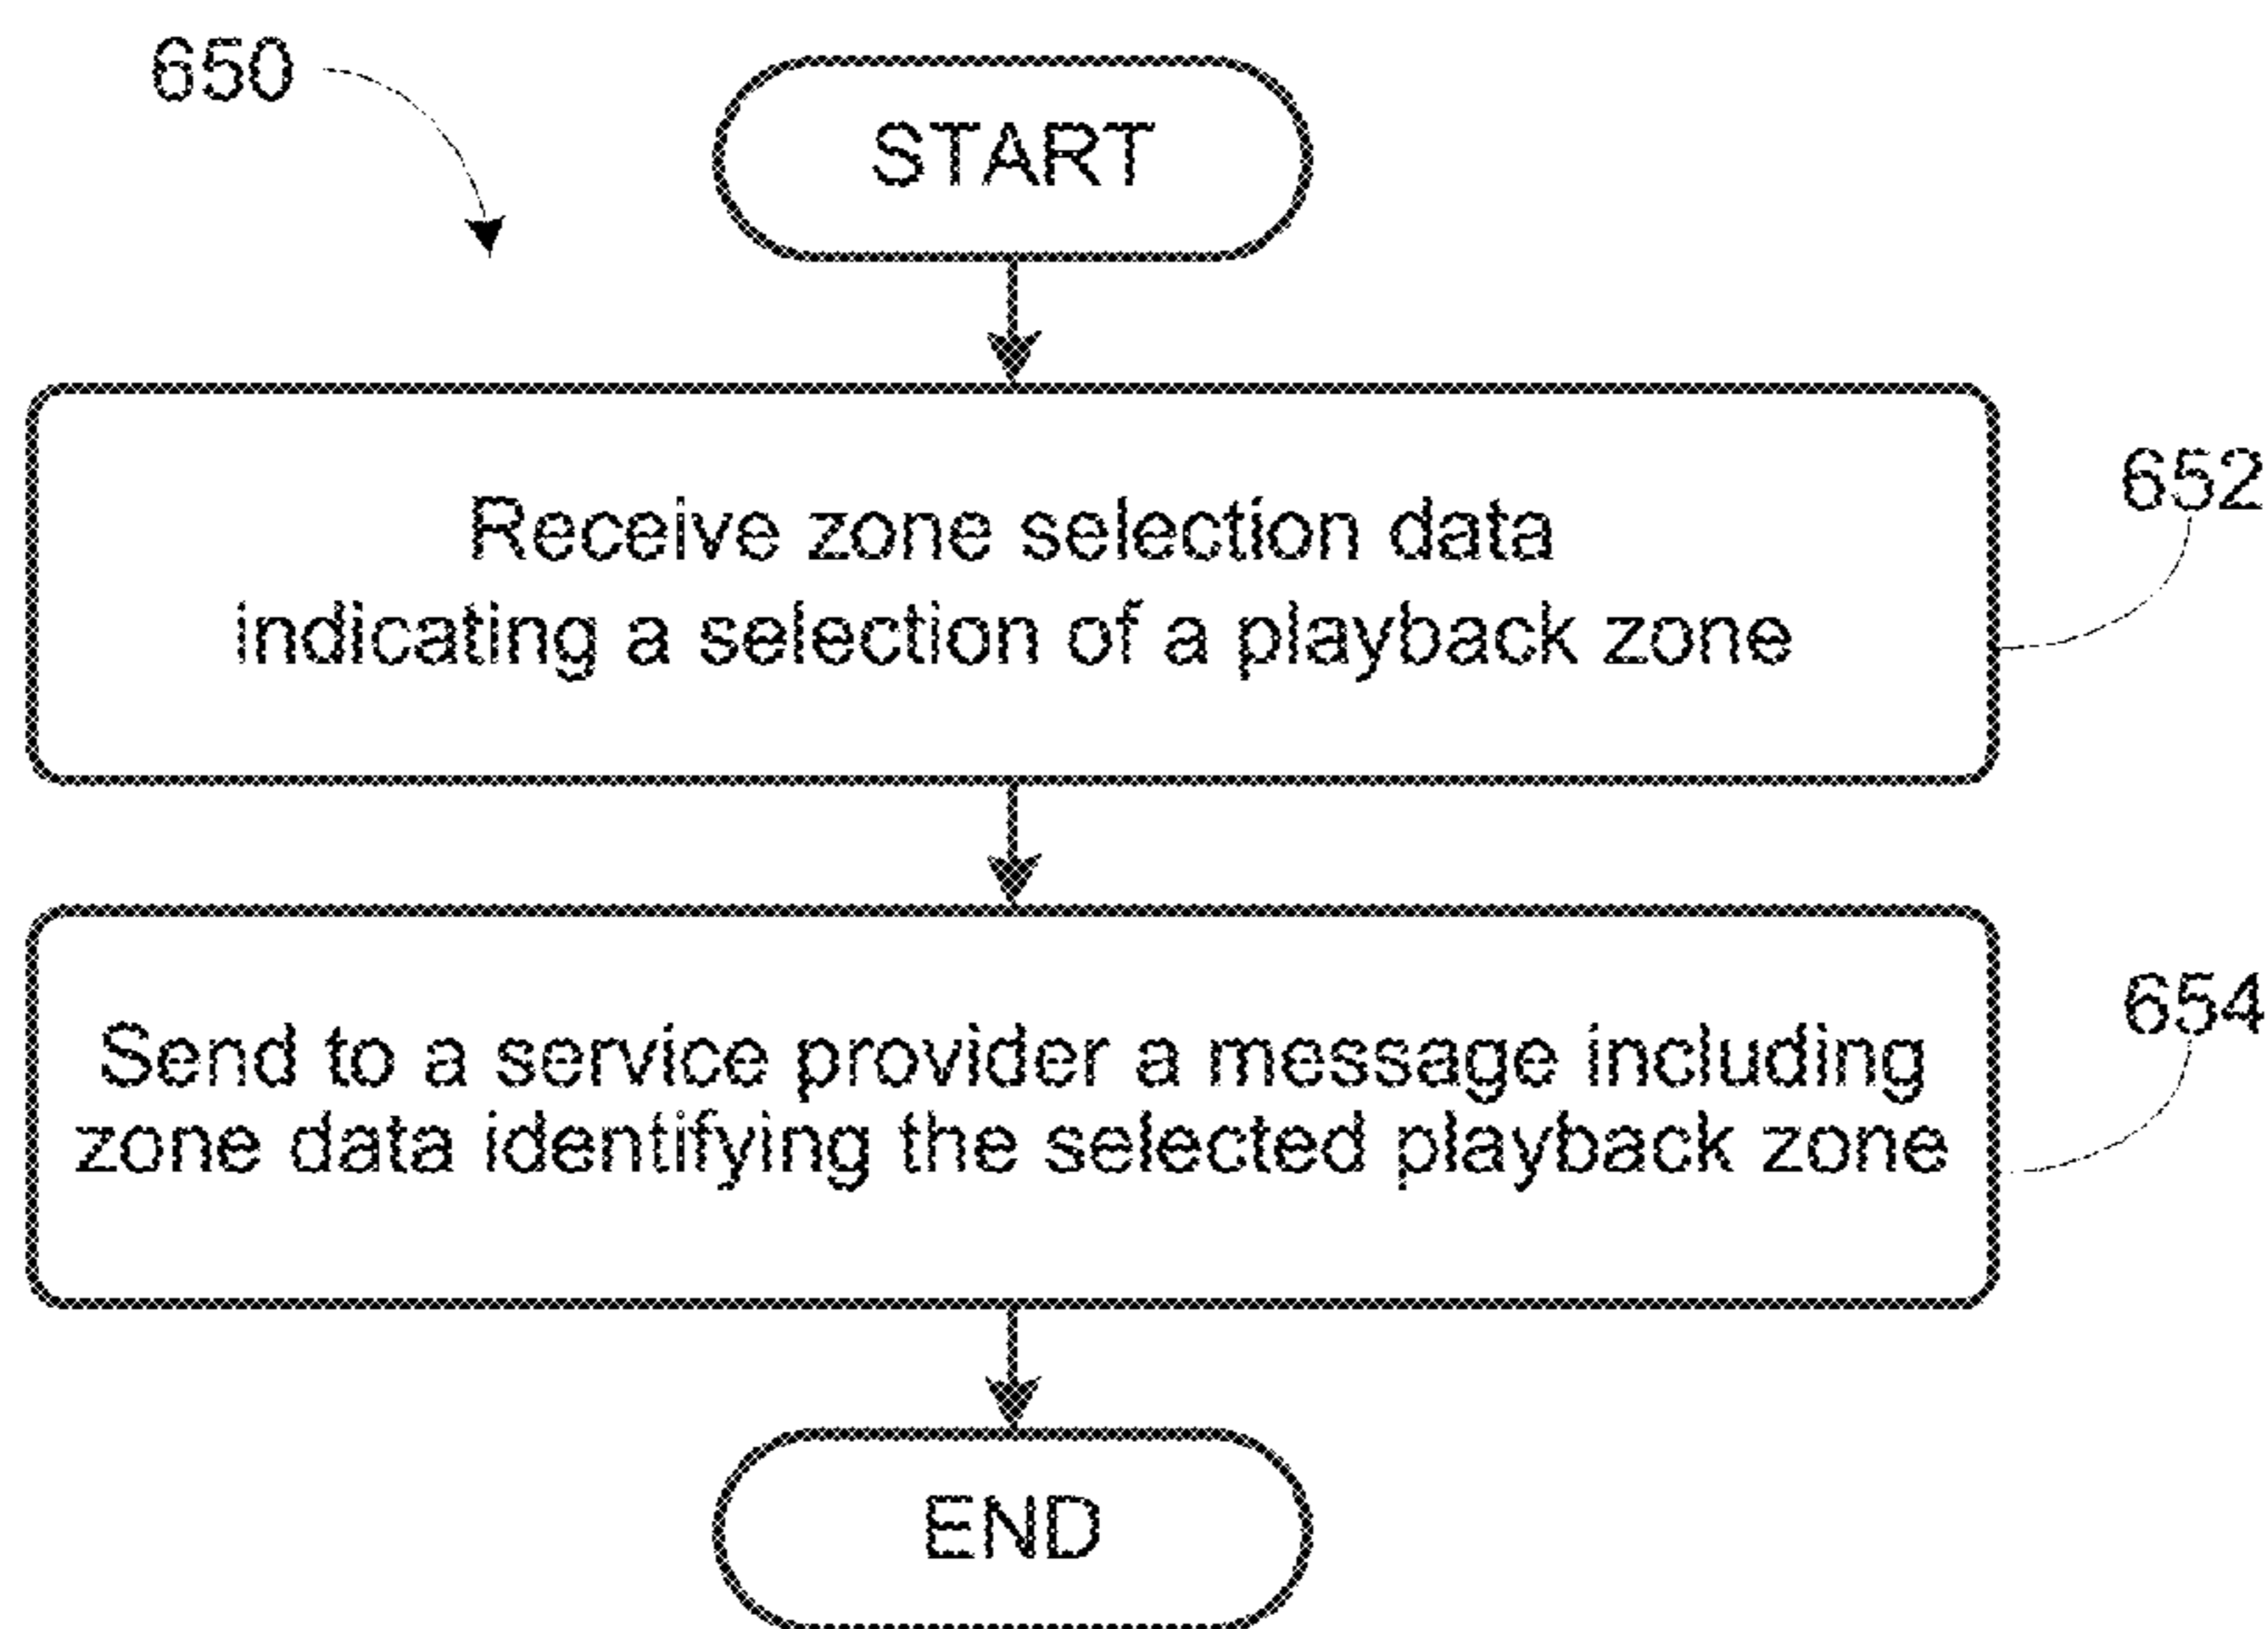 650
START
Receive zone selection data
indicating a selection of a playback zone
652
Send to a service provider a message including
zone data identifying the selected playback zone
654
END